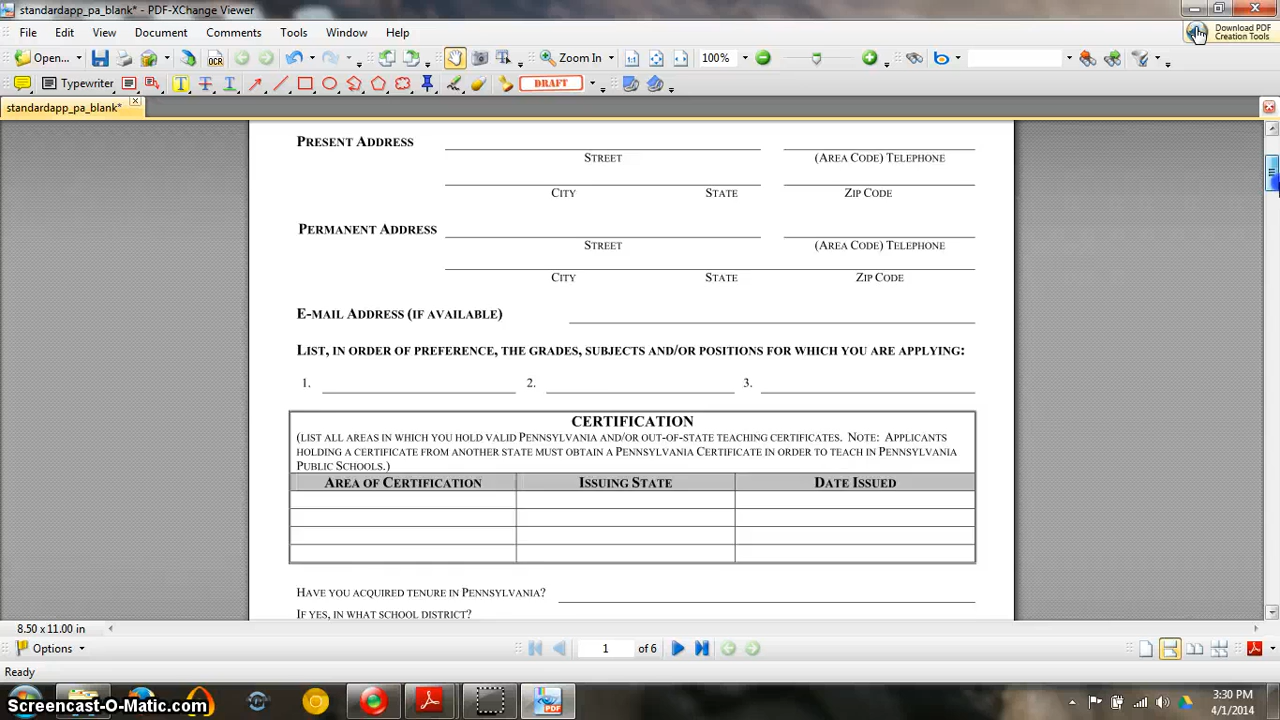 standardapp_pa_blank* - PDF-XChange Viewer
File Edit View Document Comments Tools Window Help
Download PDF Creation Tools
Open... OCR Zoom In 1:1 100%
Typewriter T T T DRAFT
standardapp_pa_blank*
PRESENT ADDRESS
STREET (AREA CODE) TELEPHONE
CITY STATE ZIP CODE
PERMANENT ADDRESS
STREET (AREA CODE) TELEPHONE
CITY STATE ZIP CODE
E-MAIL ADDRESS (IF AVAILABLE)
LIST, IN ORDER OF PREFERENCE, THE GRADES, SUBJECTS AND/OR POSITIONS FOR WHICH YOU ARE APPLYING:
1. 2. 3.
CERTIFICATION
(LIST ALL AREAS IN WHICH YOU HOLD VALID PENNSYLVANIA AND/OR OUT-OF-STATE TEACHING CERTIFICATES. NOTE: APPLICANTS
HOLDING A CERTIFICATE FROM ANOTHER STATE MUST OBTAIN A PENNSYLVANIA CERTIFICATE IN ORDER TO TEACH IN PENNSYLVANIA
PUBLIC SCHOOLS.)
AREA OF CERTIFICATION ISSUING STATE DATE ISSUED
HAVE YOU ACQUIRED TENURE IN PENNSYLVANIA?
IF YES, IN WHAT SCHOOL DISTRICT?
8.50 x 11.00 in
Options 1 of 6
Ready
PDF
Screencast-O-Matic.com
3:30 PM
4/1/2014